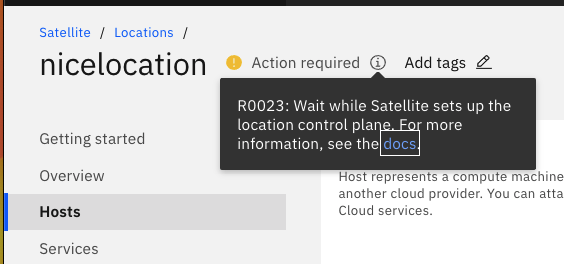 Satellite / Locations /
nicelocation Action required Add tags
R0023: Wait while Satellite sets up the
location control plane. For more
information, see the docs.
Getting started
Overview
Hosts
Services
Host represents a compute machine
another cloud provider. You can atta
Cloud services.